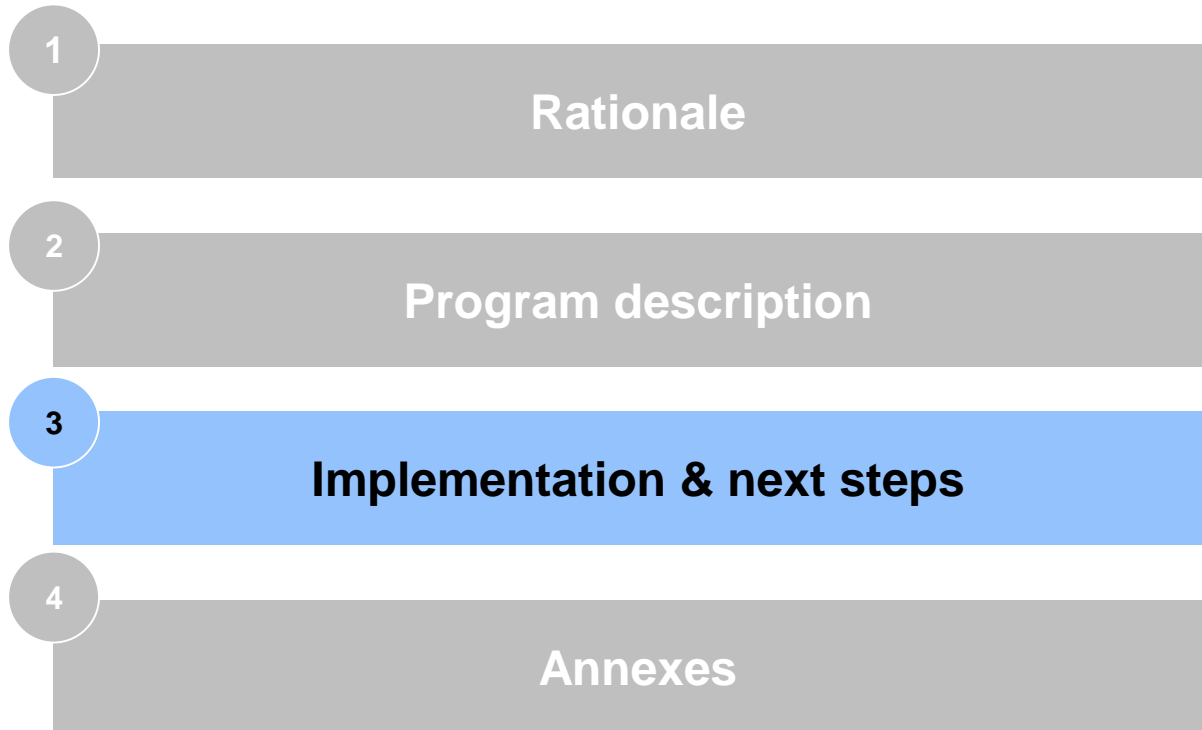 1
Rationale
2
Program description
3
Implementation & next steps
4
Annexes